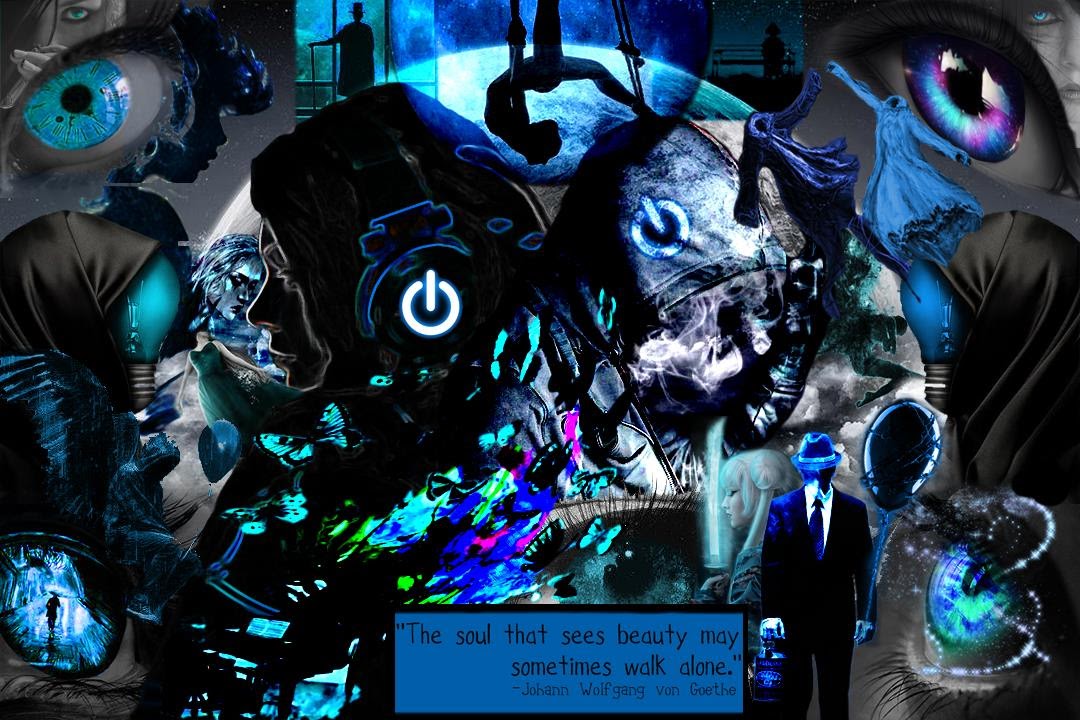 "The soul that sees beauty may
sometimes walk alone."
-Johann Wolfgang von Goethe